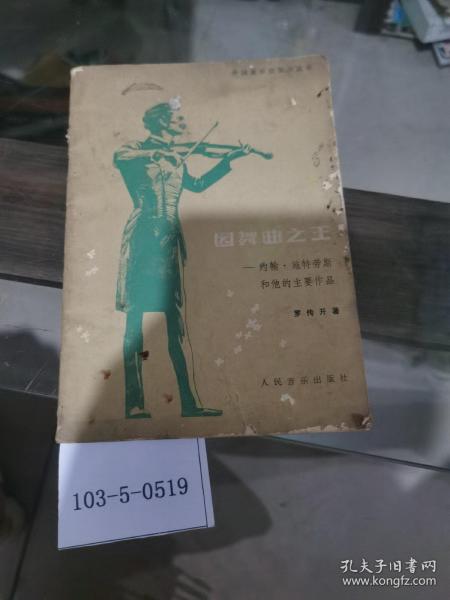 圆舞曲之王
——约翰·施特劳斯
和他的主要作品
罗传开著
人民音乐出版社
103-5-0519
孔夫子旧书网
www.kongfz.com